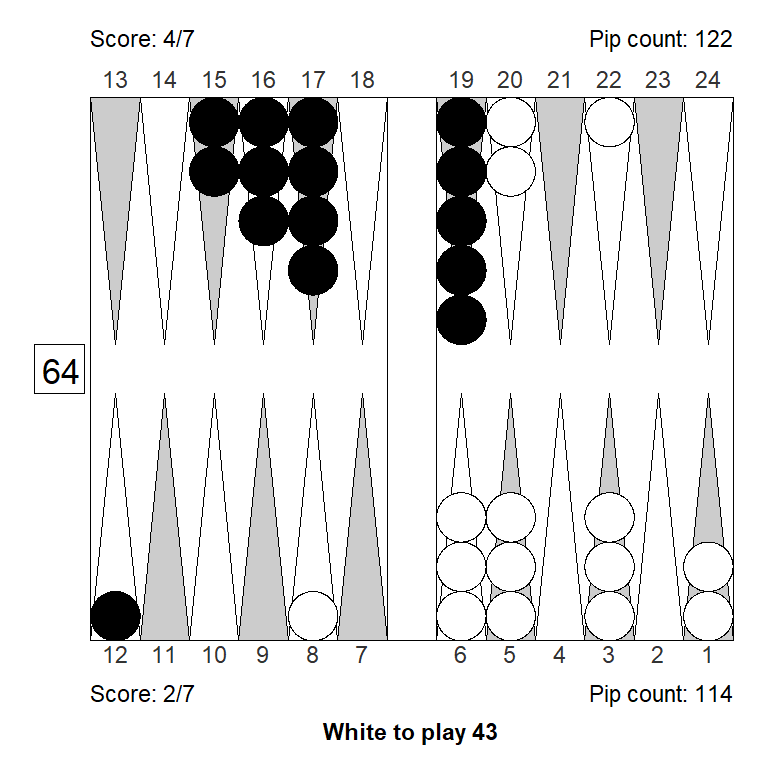 Score: 4/7 Pip count: 122
13 14 15 16 17 18 19 20 21 22 23 24
64
12 11 10 9 8 7 6 5 4 3 2 1
Score: 2/7 Pip count: 114
White to play 43